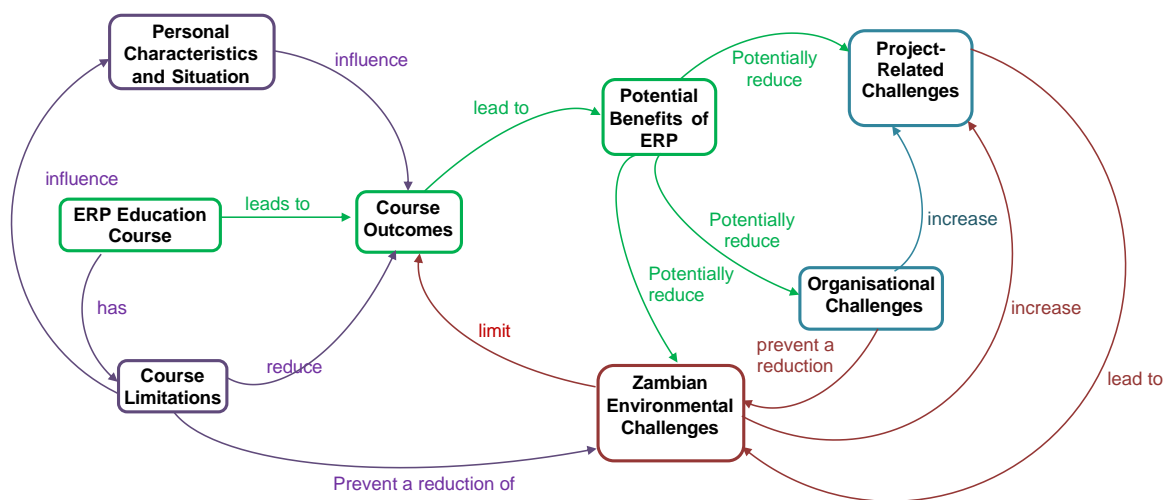 Personal
Characteristics
and Situation
influence
Potentially
reduce
Project-
Related
Challenges
lead to
Potential
Benefits of
ERP
influence
ERP Education
Course
leads to
Course
Outcomes
Potentially
reduce
increase
Potentially
reduce
Organisational
Challenges
has
limit
increase
prevent a
reduction
Course
Limitations
reduce
Zambian
Environmental
Challenges
lead to
Prevent a reduction of